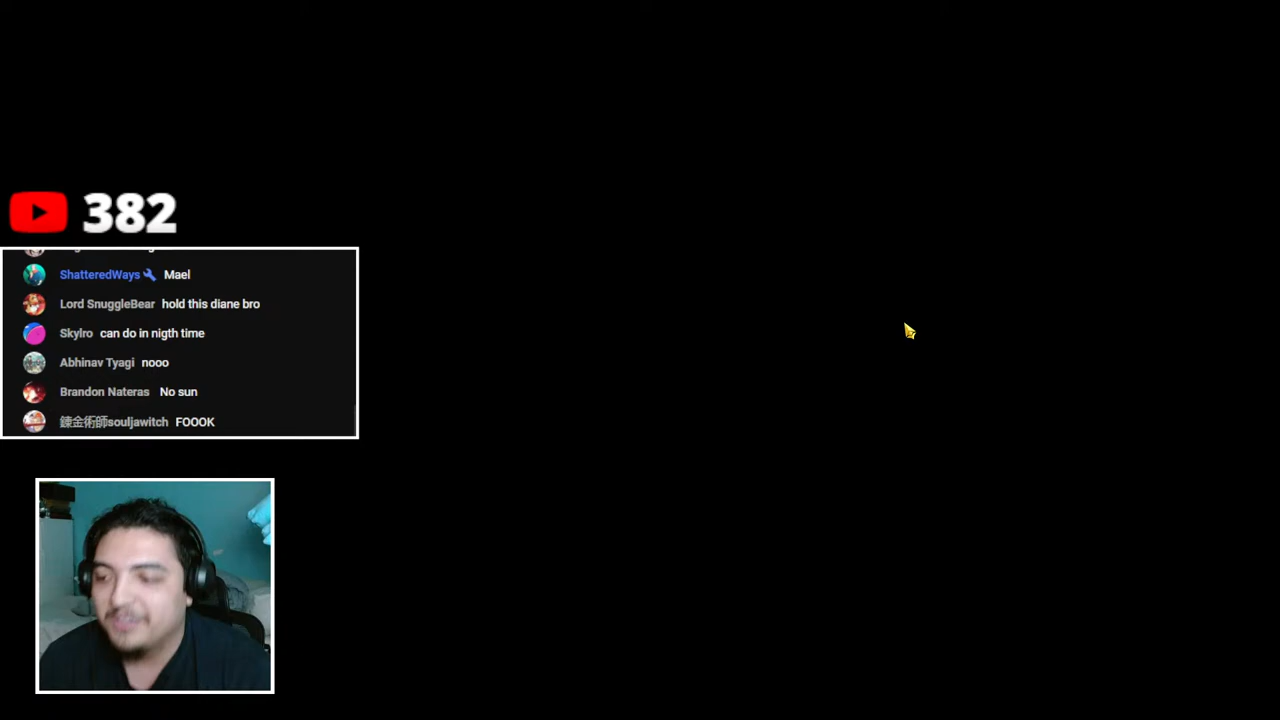 382
ShatteredWays Mael
Lord SnuggleBear hold this diane bro
Skylro can do in nigth time
Abhinav Tyagi nooo
Brandon Nateras No sun
錬金術師souljawitch FOOOK